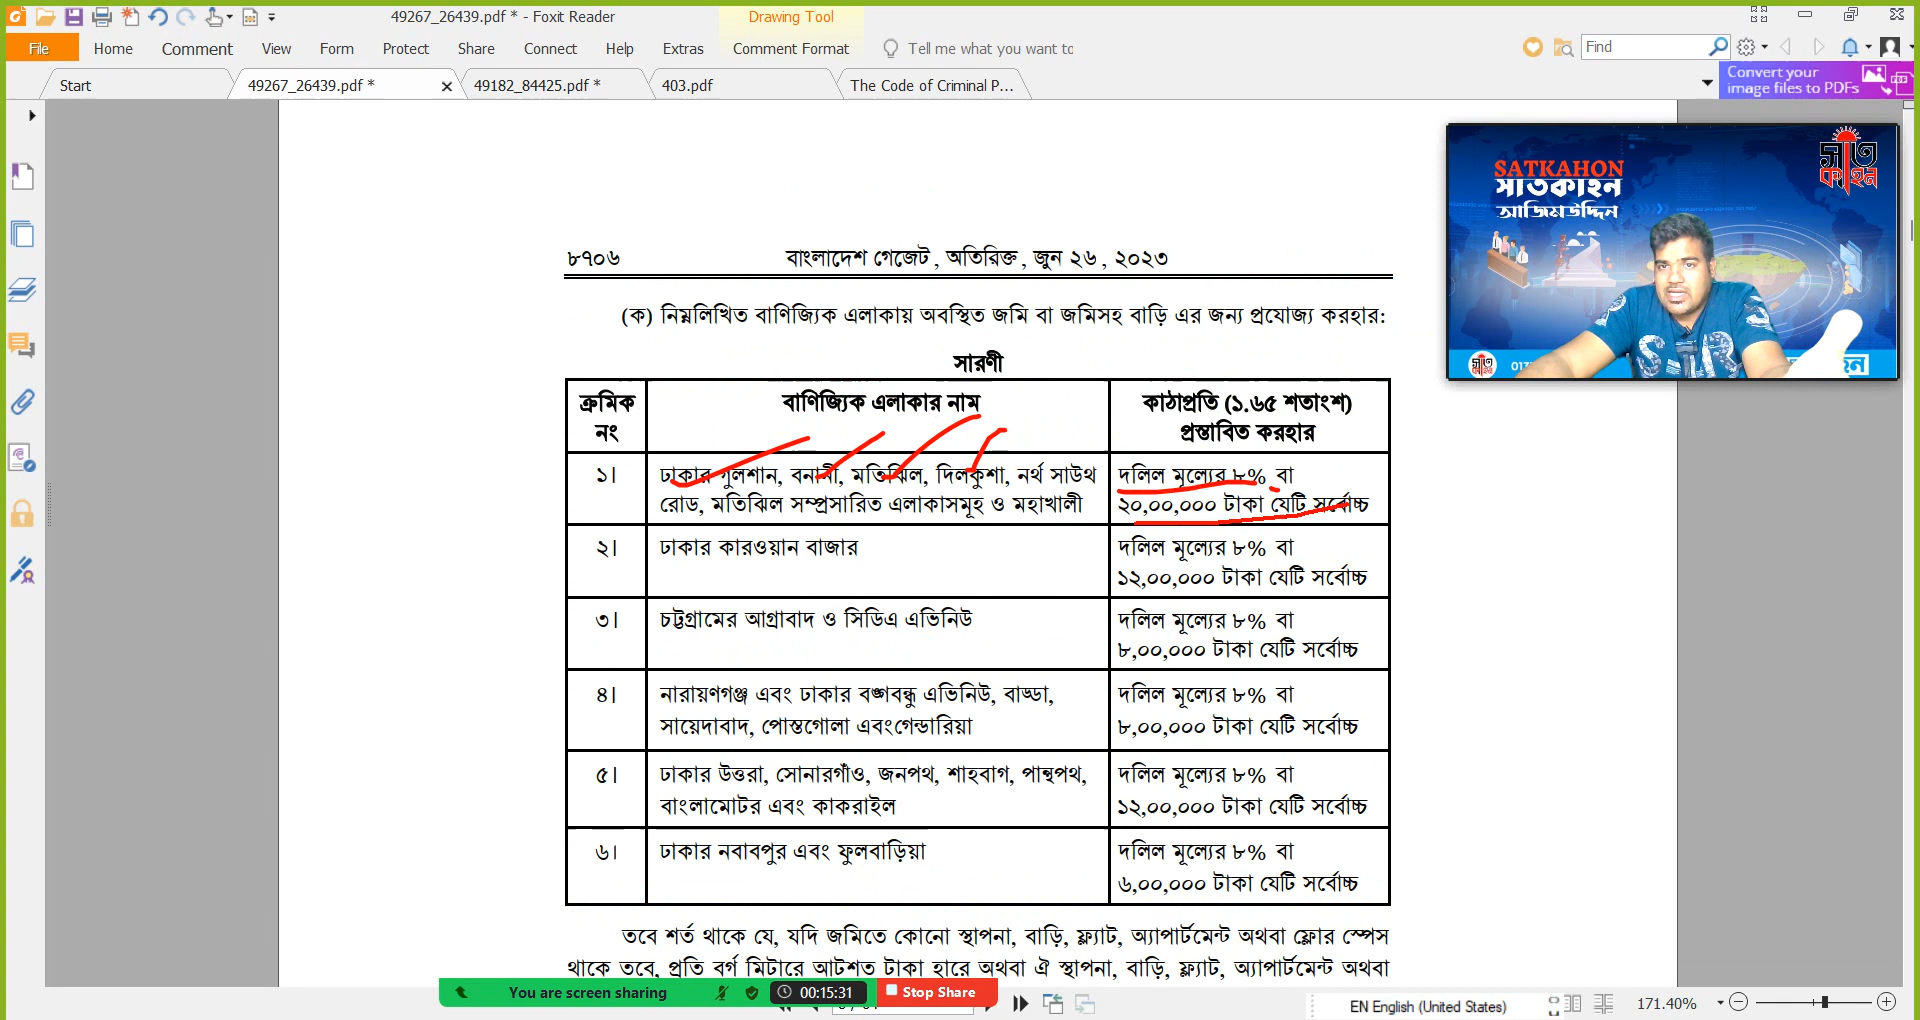 49267_26439.pdf * - Foxit Reader
Drawing Tool
File
Home
Comment
View
Form
Protect
Share
Connect
Help
Extras
Comment Format
Tell me what you want to
Find
Start
49267_26439.pdf *
49182_84425.pdf *
403.pdf
The Code of Criminal P...
Convert your
image files to PDFs
SATKAHON
সাতকাহন
আজিমউদ্দিন
সাত
কাহন
৮৭০৬
বাংলাদেশ গেজেট, অতিরিক্ত, জুন ২৬, ২০২৩
(ক) নিম্নলিখিত বাণিজ্যিক এলাকায় অবস্থিত জমি বা জমিসহ বাড়ি এর জন্য প্রযোজ্য করহার:
সারণী
ক্রমিক নং
বাণিজ্যিক এলাকার নাম
কাঠাপ্রতি (১.৬৫ শতাংশ)
প্রস্তাবিত করহার
১।
ঢাকার গুলশান, বনানী, মতিঝিল, দিলকুশা, নর্থ সাউথ
রোড, মতিঝিল সম্প্রসারিত এলাকাসমূহ ও মহাখালী
দলিল মূল্যের ৮% বা
২০,০০,০০০ টাকা যেটি সর্বোচ্চ
২।
ঢাকার কারওয়ান বাজার
দলিল মূল্যের ৮% বা
১২,০০,০০০ টাকা যেটি সর্বোচ্চ
৩।
চট্টগ্রামের আগ্রাবাদ ও সিডিএ এভিনিউ
দলিল মূল্যের ৮% বা
৮,০০,০০০ টাকা যেটি সর্বোচ্চ
৪।
নারায়ণগঞ্জ এবং ঢাকার বঙ্গবন্ধু এভিনিউ, বাড্ডা,
সায়েদাবাদ, পোস্তগোলা এবংগেন্ডারিয়া
দলিল মূল্যের ৮% বা
৮,০০,০০০ টাকা যেটি সর্বোচ্চ
৫।
ঢাকার উত্তরা, সোনারগাঁও, জনপথ, শাহবাগ, পান্থপথ,
বাংলামোটর এবং কাকরাইল
দলিল মূল্যের ৮% বা
১২,০০,০০০ টাকা যেটি সর্বোচ্চ
৬।
ঢাকার নবাবপুর এবং ফুলবাড়িয়া
দলিল মূল্যের ৮% বা
৬,০০,০০০ টাকা যেটি সর্বোচ্চ
তবে শর্ত থাকে যে, যদি জমিতে কোনো স্থাপনা, বাড়ি, ফ্ল্যাট, অ্যাপার্টমেন্ট অথবা ফ্লোর স্পেস
থাকে তবে, প্রতি বর্গ মিটারে আটশত টাকা হারে অথবা ঐ স্থাপনা, বাড়ি, ফ্ল্যাট, অ্যাপার্টমেন্ট অথবা
You are screen sharing
00:15:31
Stop Share
EN English (United States)
171.40%